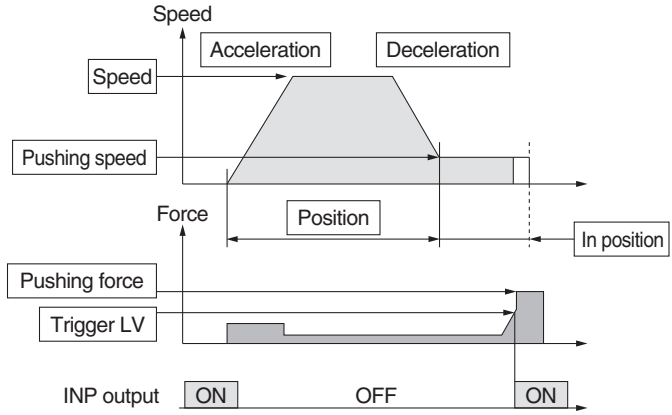 Speed
Acceleration
Deceleration
Speed
Pushing speed
Force
Position
In position
Pushing force
Trigger LV
INP output
ON
OFF
ON